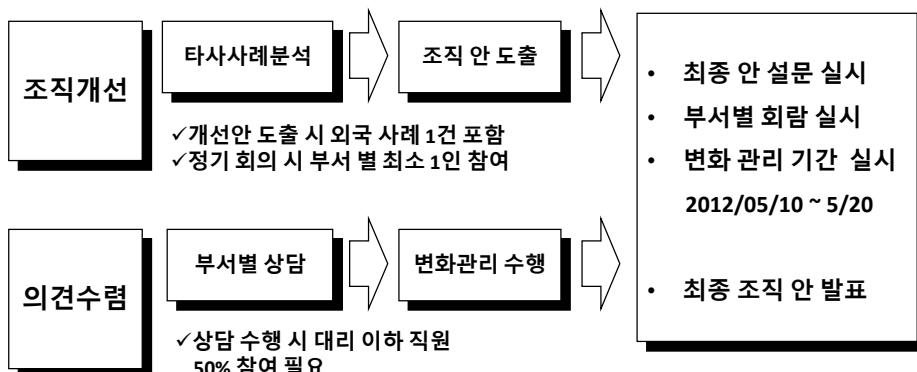 조직개선
타사사례분석
조직 안 도출
✓개선안 도출 시 외국 사례 1건 포함
✓정기 회의 시 부서 별 최소 1인 참여
의견수렴
부서별 상담
변화관리 수행
✓상담 수행 시 대리 이하 직원
50% 참여 필요
• 최종 안 설문 실시
• 부서별 회람 실시
• 변화 관리 기간 실시
2012/05/10 ~ 5/20
• 최종 조직 안 발표